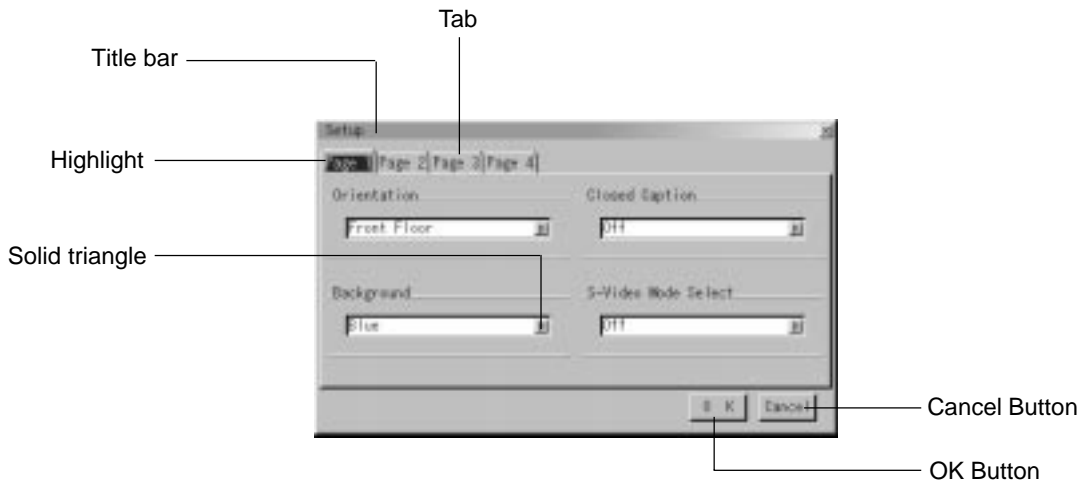 Tab
Title bar
Setup
Highlight
Page 1 Page 2 Page 3 Page 4
Orientation
Closed Caption
Front Floor
Off
Solid triangle
Background
S-Video Mode Select
Blue
Off
O K
Cancel
Cancel Button
OK Button